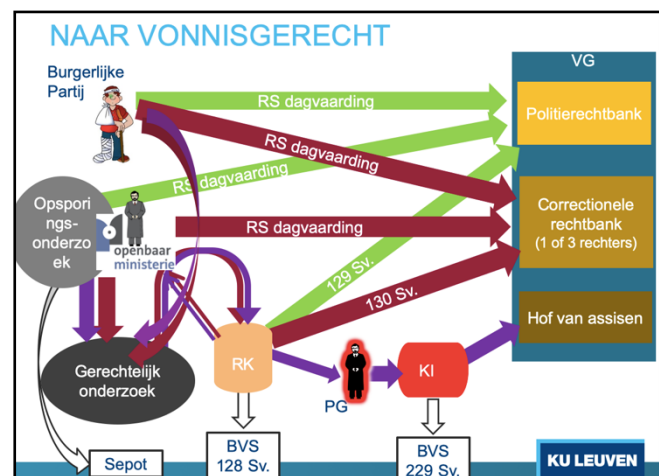 NAAR VONNISGERECHT
Burgerlijke
Partij
VG
RS dagvaarding
Politierechtbank
RS dagvaarding
RS dagvaarding
Opspori
ngs-
onderzo
ek
openbaar
ministerie
RS dagvaarding
Correctionele
rechtbank
(1 of 3 rechters)
129 Sv.
130 Sv.
Hof van assisen
Gerechtelijk
onderzoek
RK
PG
KI
Sepot
BVS
128 Sv.
BVS
229 Sv.
KU LEUVEN